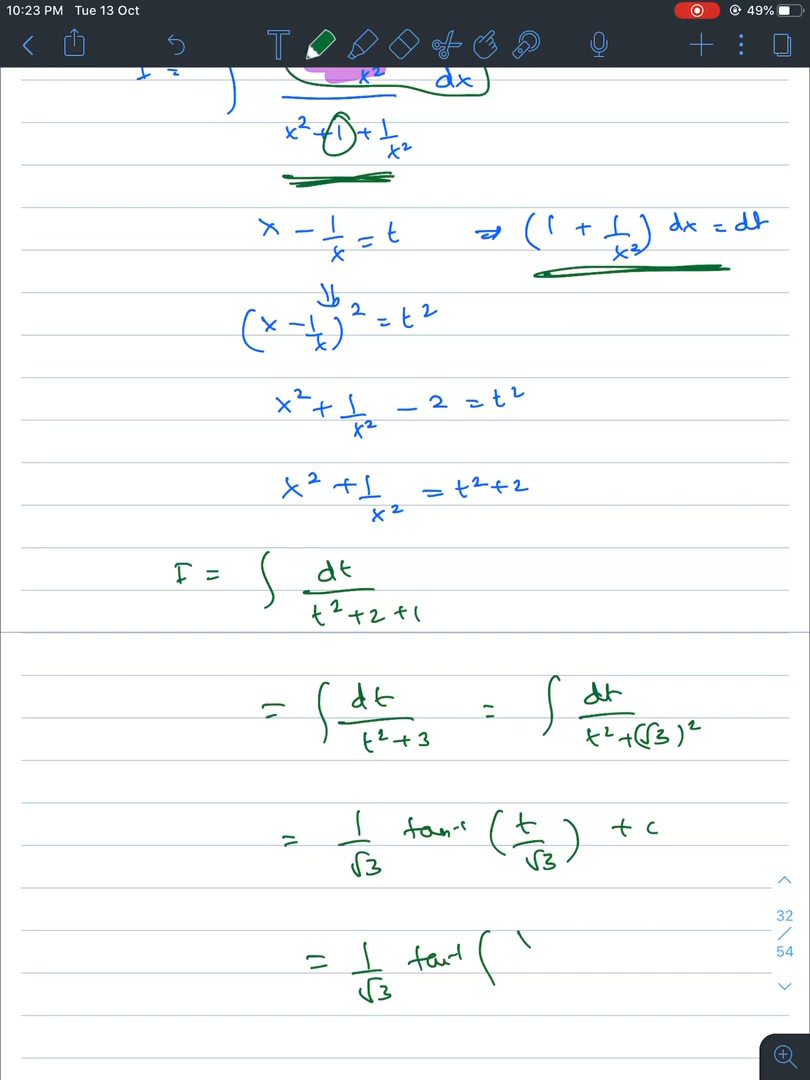 10:23 PM Tue 13 Oct 49%
I = ∫ x² dx
x² + 1 + 1/x²
x - 1/x = t ⇒ (1 + 1/x²) dx = dt
(x - 1/x)² = t²
x² + 1/x² - 2 = t²
x² + 1/x² = t² + 2
I = ∫ dt / t² + 2 + 1
= ∫ dt / t² + 3 = ∫ dt / t² + (√3)²
= 1/√3 tan⁻¹ (t/√3) + c
32 / 54
= 1/√3 tan⁻¹ (